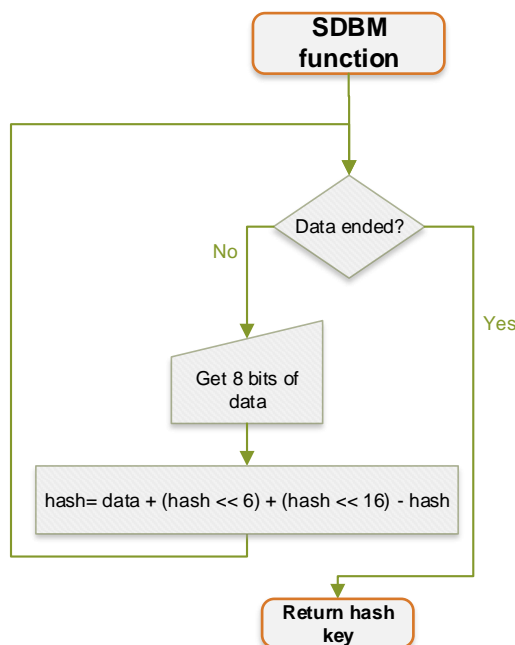 SDBM
function
Data ended?
No
Yes
Get 8 bits of
data
hash= data + (hash << 6) + (hash << 16) - hash
Return hash
key